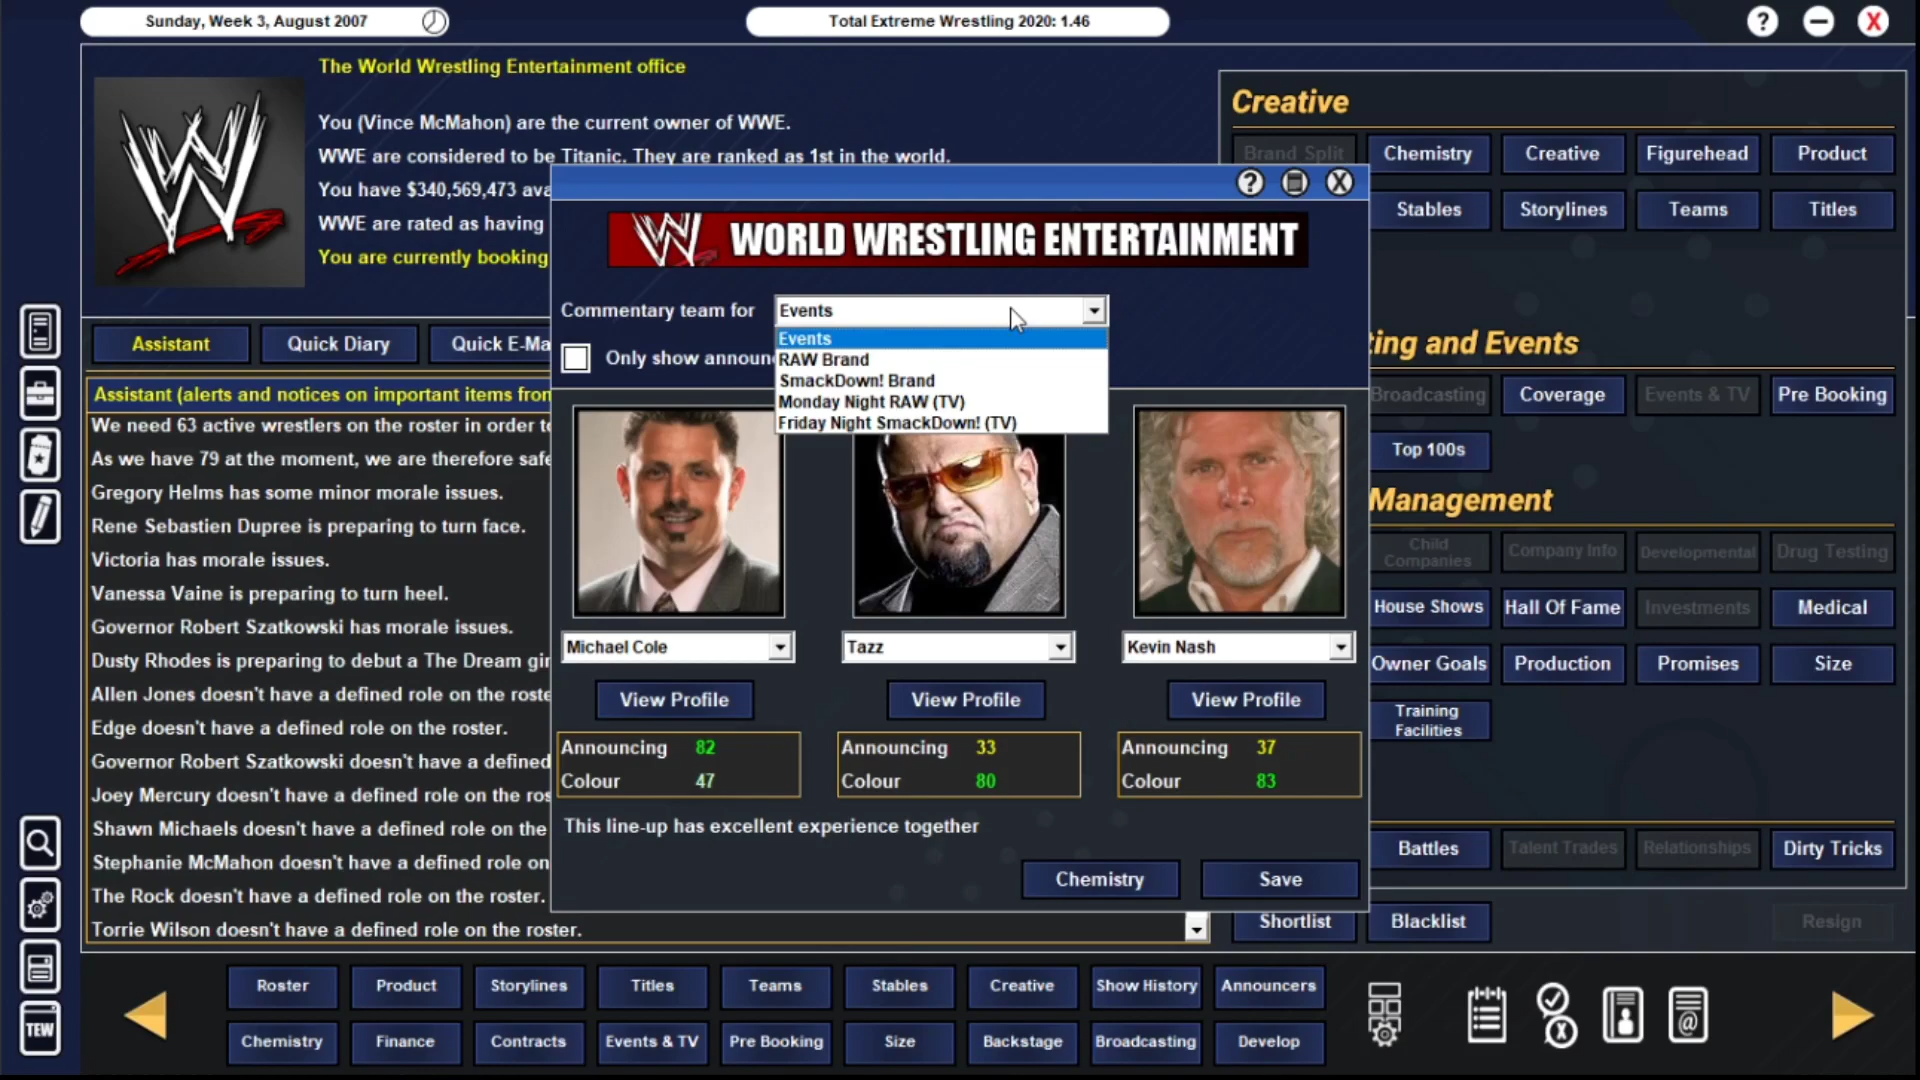 Sunday, Week 3, August 2007
Total Extreme Wrestling 2020: 1.46
The World Wrestling Entertainment office
You (Vince McMahon) are the current owner of WWE.
WWE are considered to be Titanic. They are ranked as 1st in the world.
You have $340,569,473 ava
WWE are rated as having
You are currently booking
Creative
Brand Split
Chemistry
Creative
Figurehead
Product
Stables
Storylines
Teams
Titles
WORLD WRESTLING ENTERTAINMENT
Commentary team for
Events
Only show announ
Events
RAW Brand
SmackDown! Brand
Monday Night RAW (TV)
Friday Night SmackDown! (TV)
Assistant
Quick Diary
Quick E-Ma
Assistant (alerts and notices on important items from
We need 63 active wrestlers on the roster in order to
As we have 79 at the moment, we are therefore safe
Gregory Helms has some minor morale issues.
Rene Sebastien Dupree is preparing to turn face.
Victoria has morale issues.
Vanessa Vaine is preparing to turn heel.
Governor Robert Szatkowski has morale issues.
Dusty Rhodes is preparing to debut a The Dream gi
Allen Jones doesn't have a defined role on the roste
Edge doesn't have a defined role on the roster.
Governor Robert Szatkowski doesn't have a defined
Joey Mercury doesn't have a defined role on the ros
Shawn Michaels doesn't have a defined role on the
Stephanie McMahon doesn't have a defined role on
The Rock doesn't have a defined role on the roster.
Torrie Wilson doesn't have a defined role on the roster.
Michael Cole
Tazz
Kevin Nash
View Profile
View Profile
View Profile
Announcing 82
Colour 47
Announcing 33
Colour 80
Announcing 37
Colour 83
This line-up has excellent experience together
Chemistry
Save
ting and Events
Broadcasting
Coverage
Events & TV
Pre Booking
Top 100s
Management
Child Companies
Company Info
Developmental
Drug Testing
House Shows
Hall Of Fame
Investments
Medical
Owner Goals
Production
Promises
Size
Training Facilities
Battles
Talent Trades
Relationships
Dirty Tricks
Shortlist
Blacklist
Resign
Roster
Product
Storylines
Titles
Teams
Stables
Creative
Show History
Announcers
Chemistry
Finance
Contracts
Events & TV
Pre Booking
Size
Backstage
Broadcasting
Develop
TEW